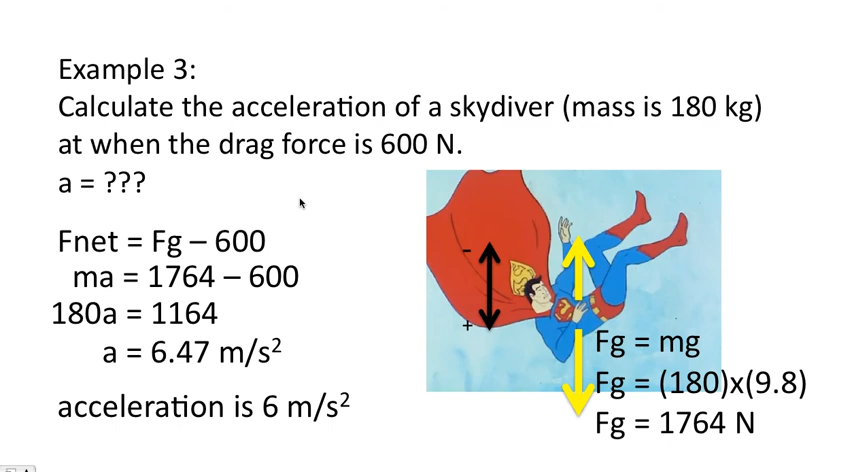 Example 3:
Calculate the acceleration of a skydiver (mass is 180 kg)
at when the drag force is 600 N.
a = ???
Fnet = Fg – 600
ma = 1764 – 600
180a = 1164
a = 6.47 m/s²
acceleration is 6 m/s²
-
+
Fg = mg
Fg = (180)x(9.8)
Fg = 1764 N